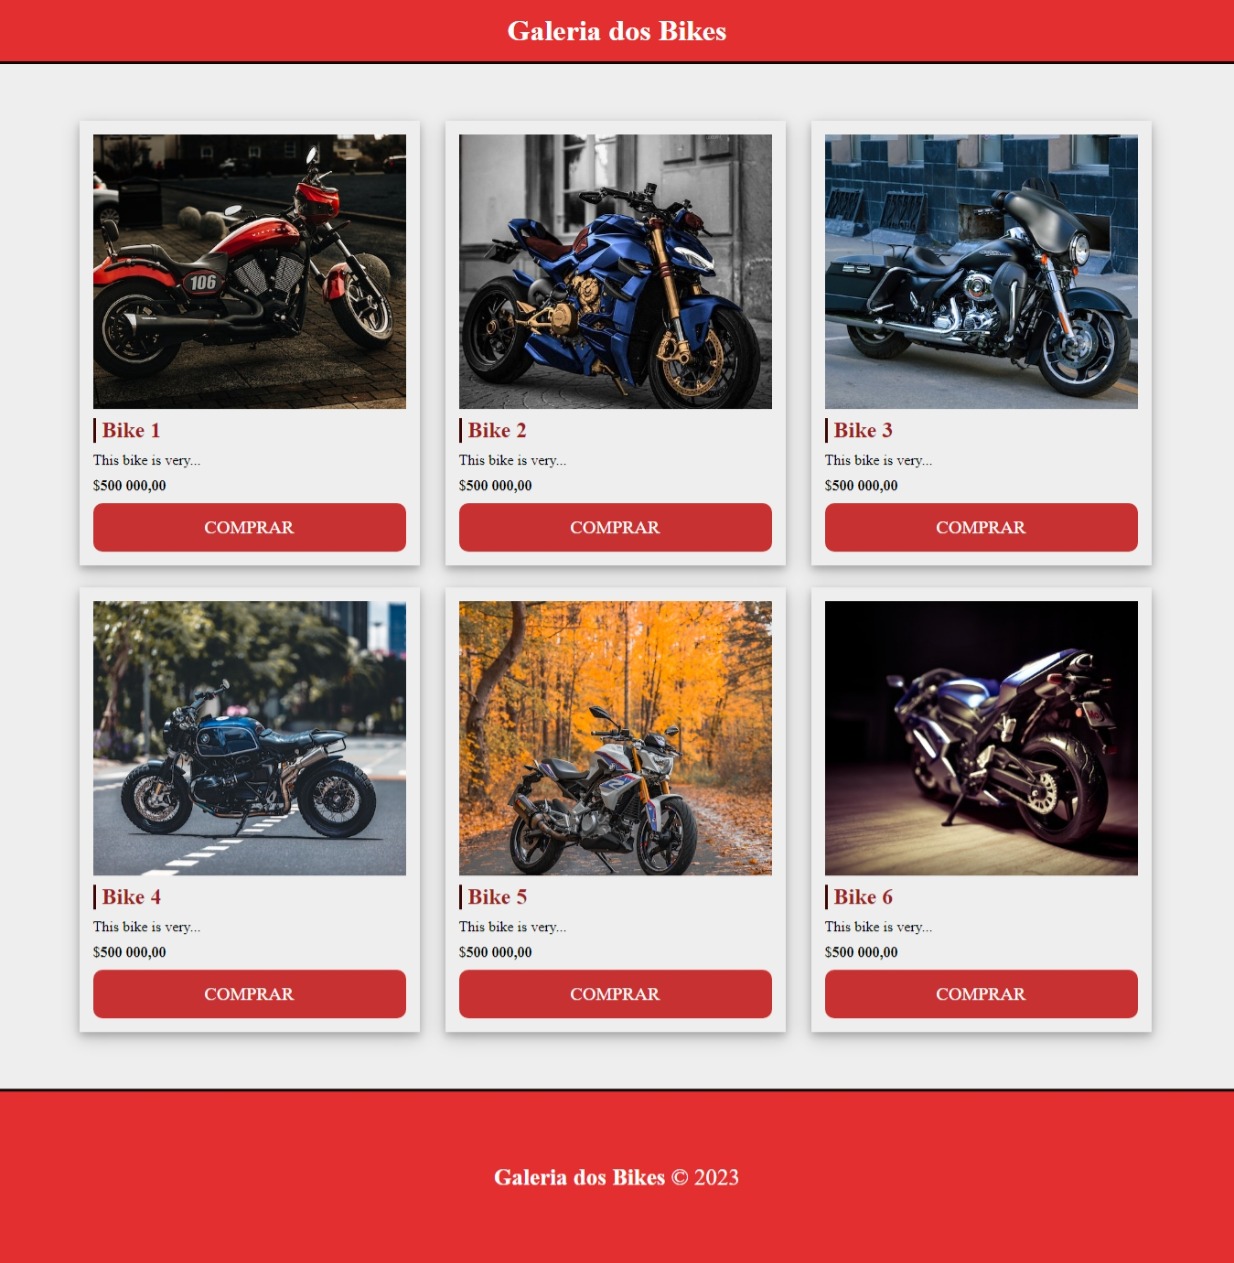 Galeria dos Bikes
106
Bike 1
This bike is very...
$500 000,00
COMPRAR
Bike 2
This bike is very...
$500 000,00
COMPRAR
Bike 3
This bike is very...
$500 000,00
COMPRAR
Bike 4
This bike is very...
$500 000,00
COMPRAR
Bike 5
This bike is very...
$500 000,00
COMPRAR
Bike 6
This bike is very...
$500 000,00
COMPRAR
Galeria dos Bikes © 2023